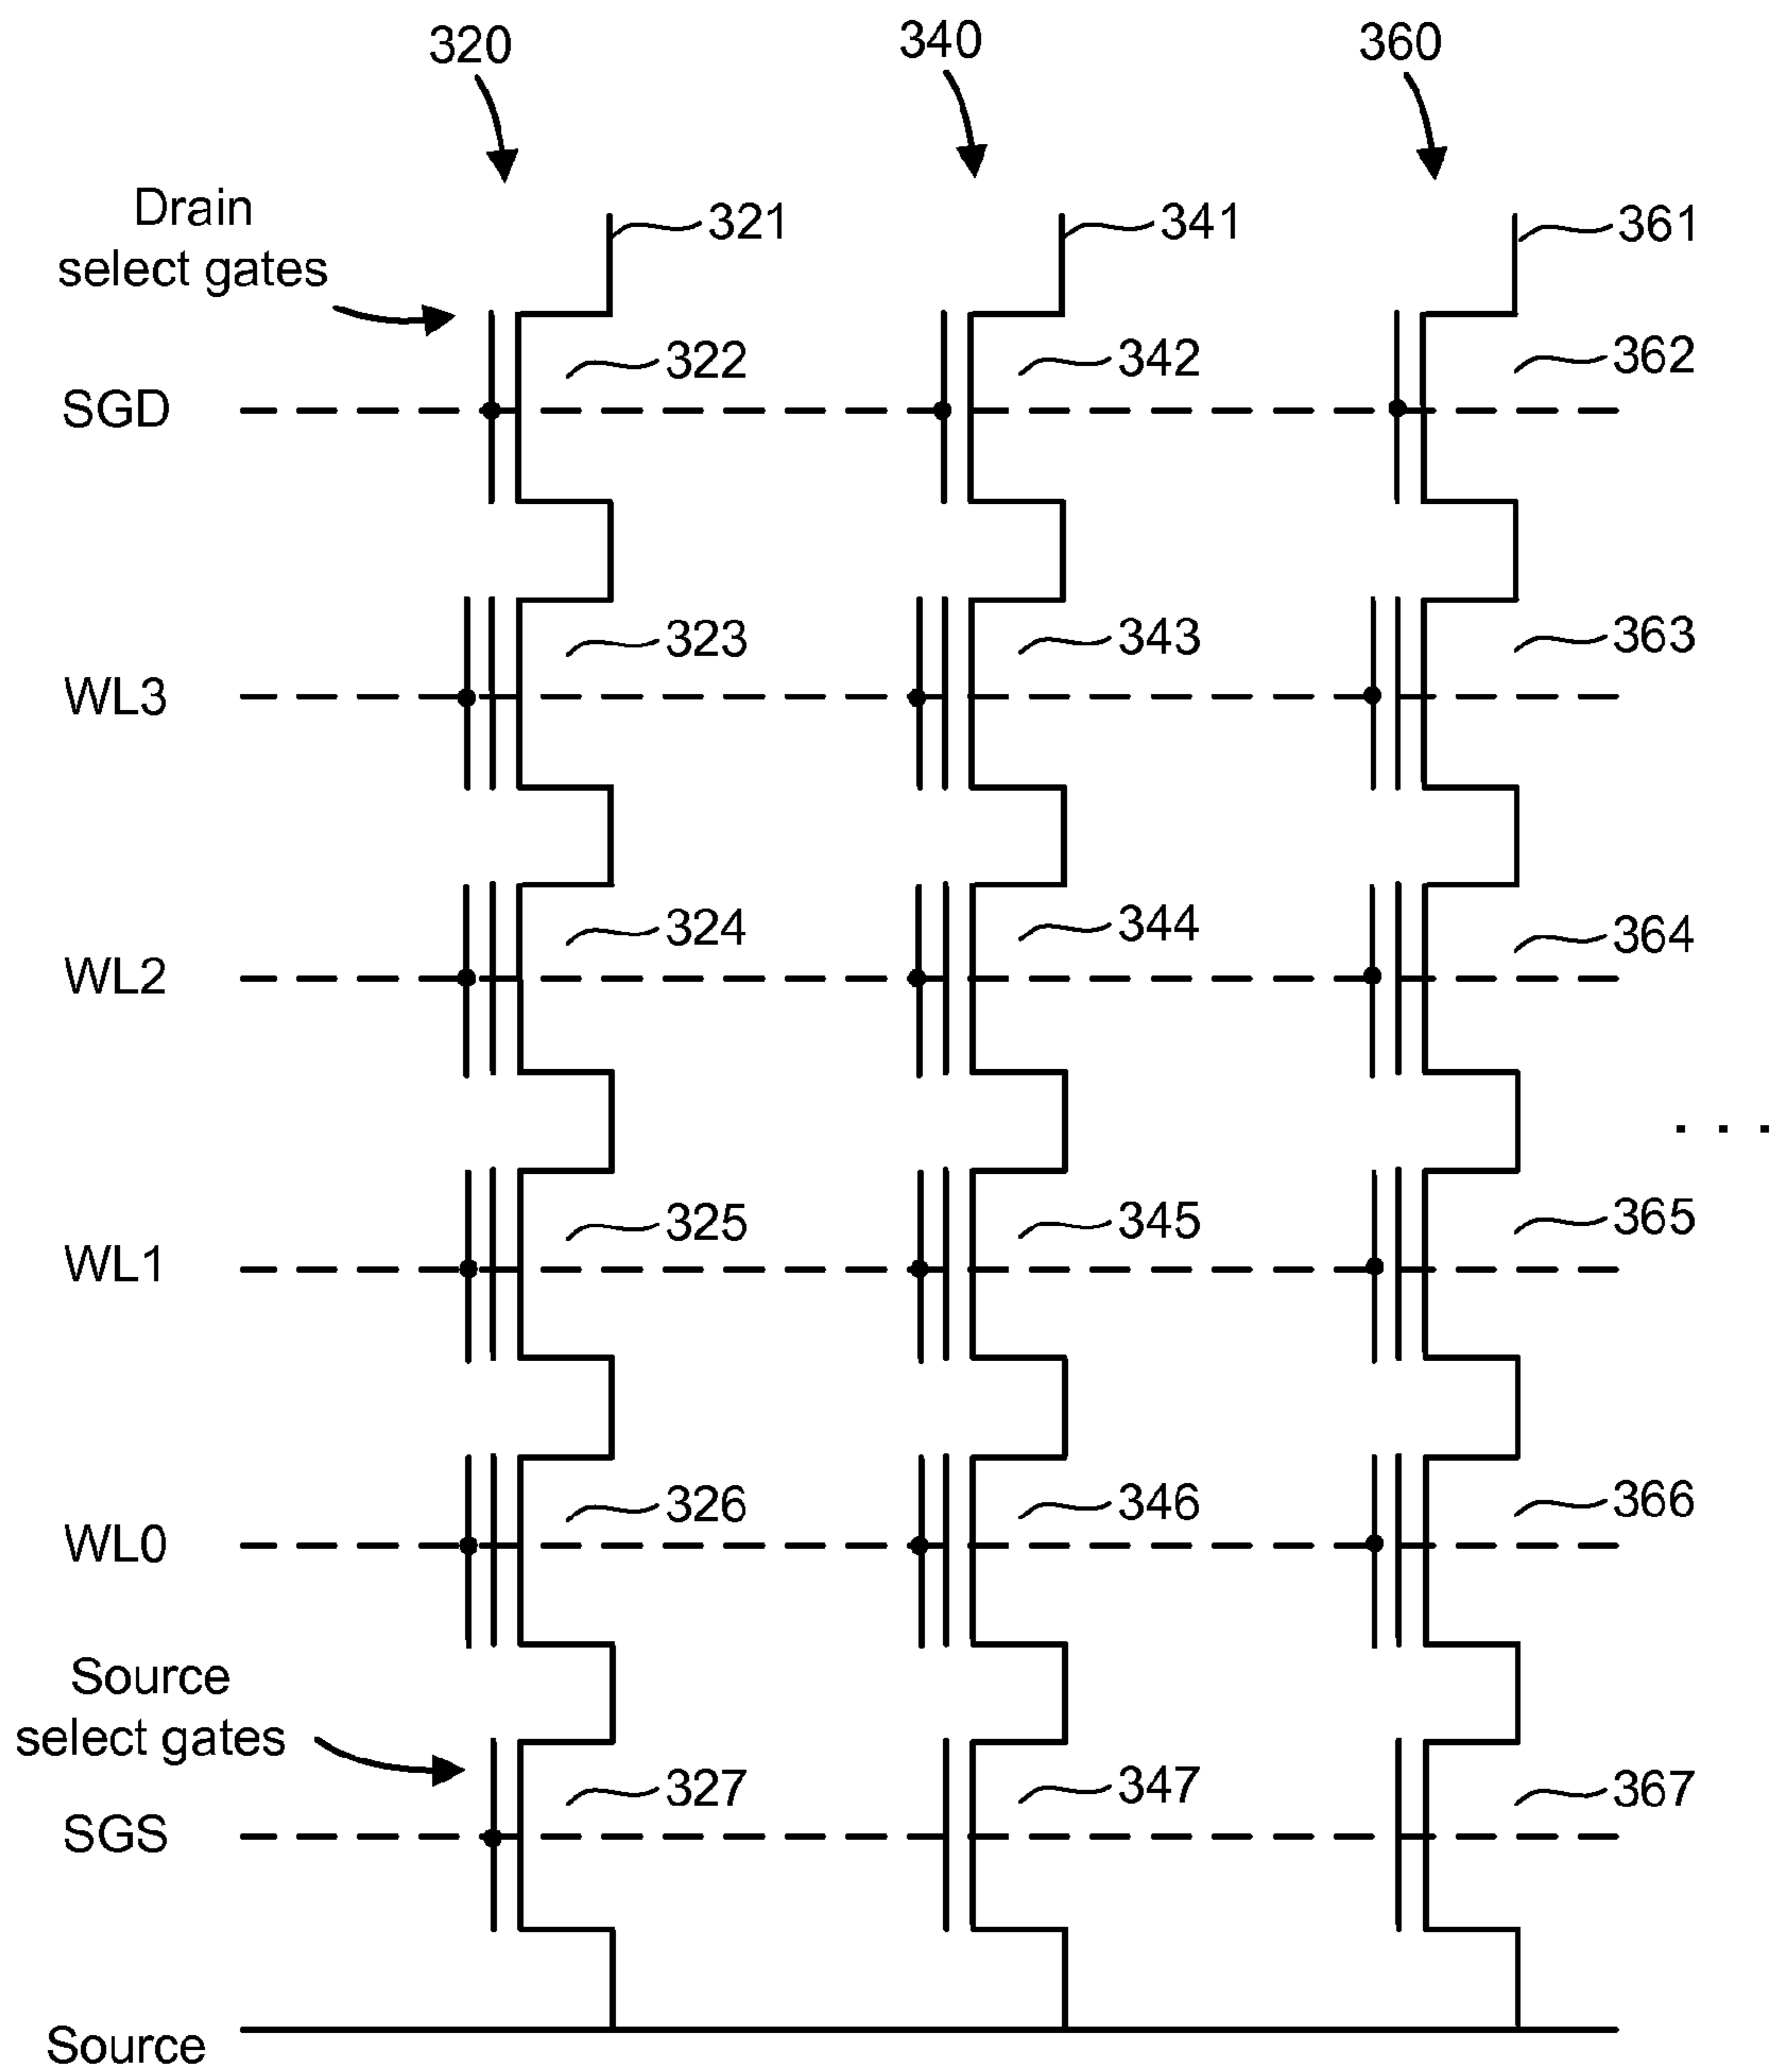 320 340 360
Drain
select gates
321 341 361
322 342 362
SGD
323 343 363
WL3
324 344 364
WL2
. . .
325 345 365
WL1
326 346 366
WL0
Source
select gates
327 347 367
SGS
Source